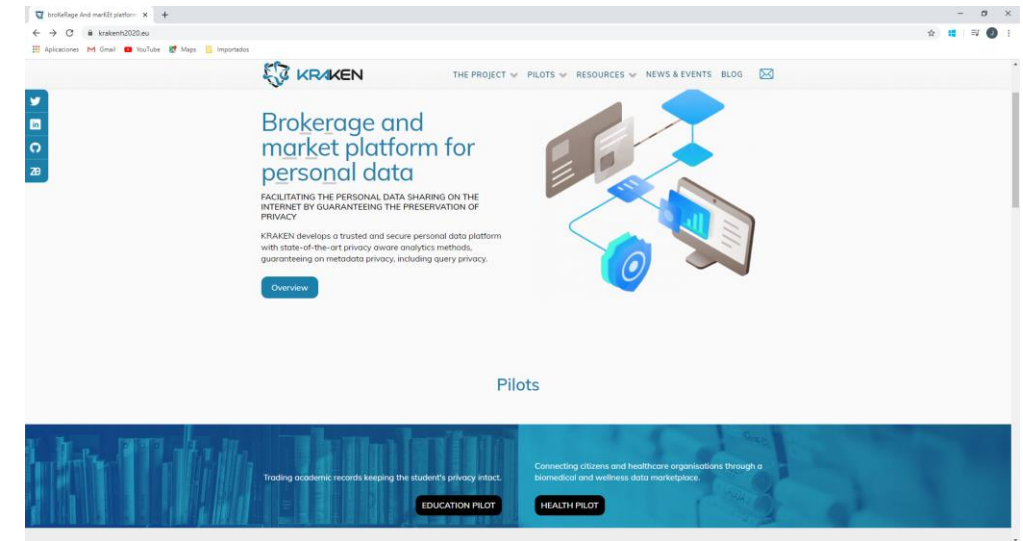 broKeRage And marKEt platform
krakenh2020.eu
Aplicaciones Gmail YouTube Maps Importados
KRAKEN THE PROJECT PILOTS RESOURCES NEWS & EVENTS BLOG
Brokerage and
market platform for
personal data
FACILITATING THE PERSONAL DATA SHARING ON THE
INTERNET BY GUARANTEEING THE PRESERVATION OF
PRIVACY
KRAKEN develops a trusted and secure personal data platform
with state-of-the-art privacy aware analytics methods,
guaranteeing on metadata privacy, including query privacy.
Overview
Pilots
Trading academic records keeping the student's privacy intact.
EDUCATION PILOT
Connecting citizens and healthcare organisations through a
biomedical and wellness data marketplace.
HEALTH PILOT